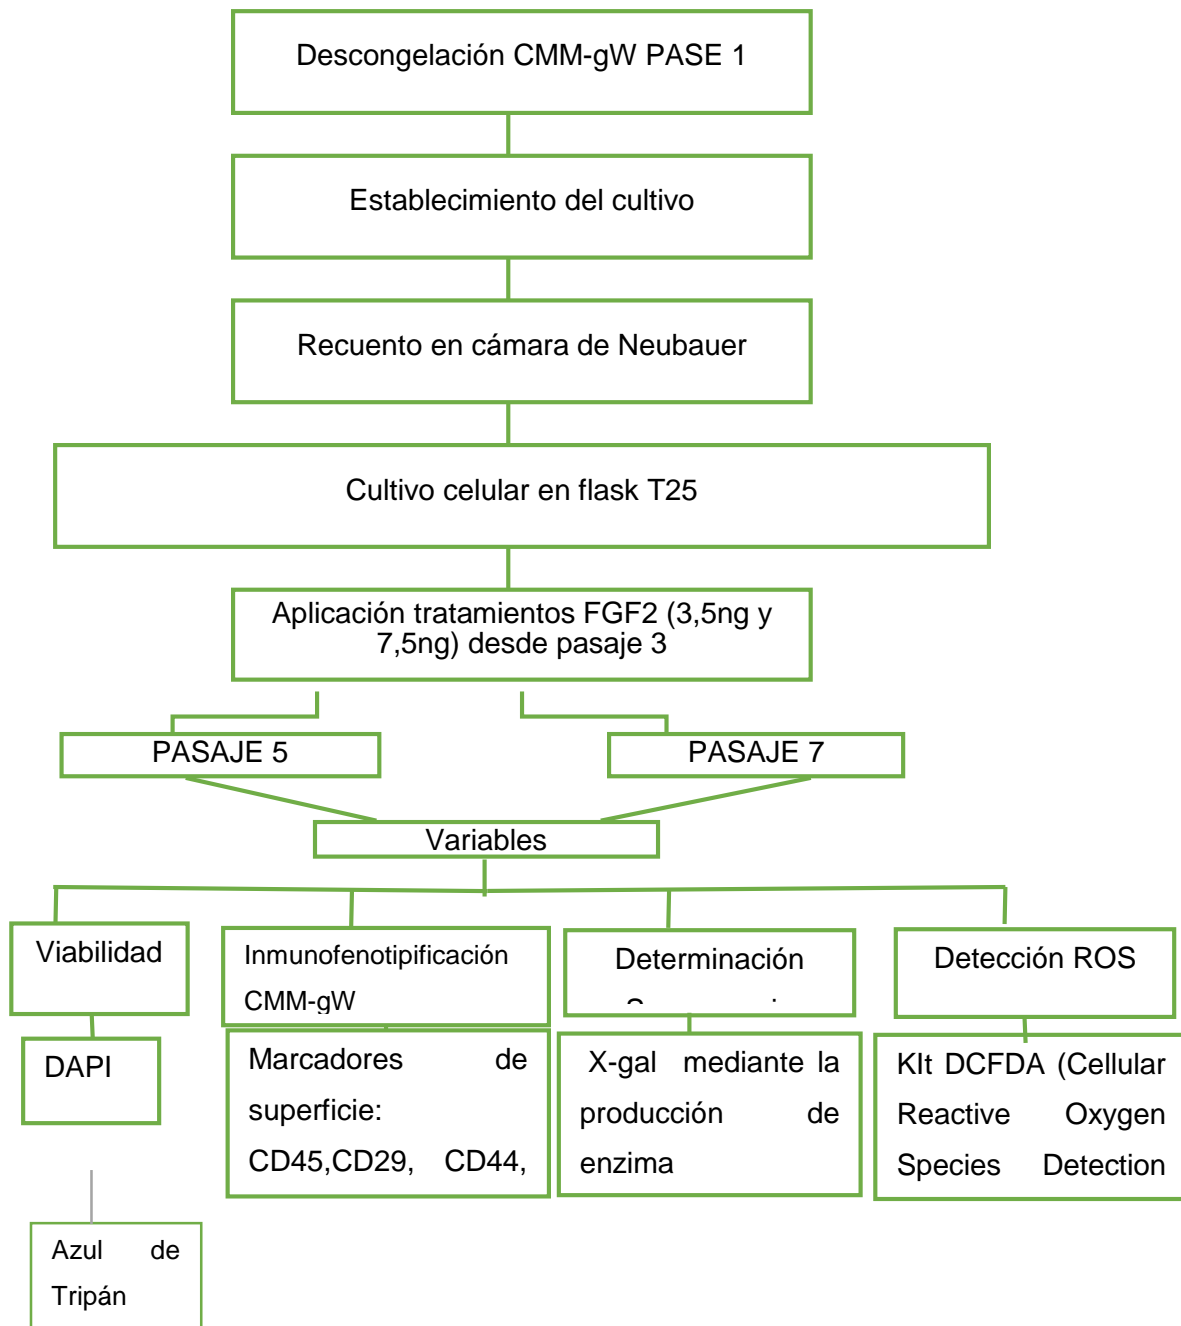 Descongelación CMM-gW PASE 1
Establecimiento del cultivo
Recuento en cámara de Neubauer
Cultivo celular en flask T25
Aplicación tratamientos FGF2 (3,5ng y
7,5ng) desde pasaje 3
PASAJE 5
PASAJE 7
Variables
Viabilidad
Inmunofenotipificación
CMM-gW
Determinación
Detección ROS
DAPI
Marcadores de
superficie:
CD45,CD29, CD44,
X-gal mediante la
producción de
enzima
KIt DCFDA (Cellular
Reactive Oxygen
Species Detection
Azul de
Tripán